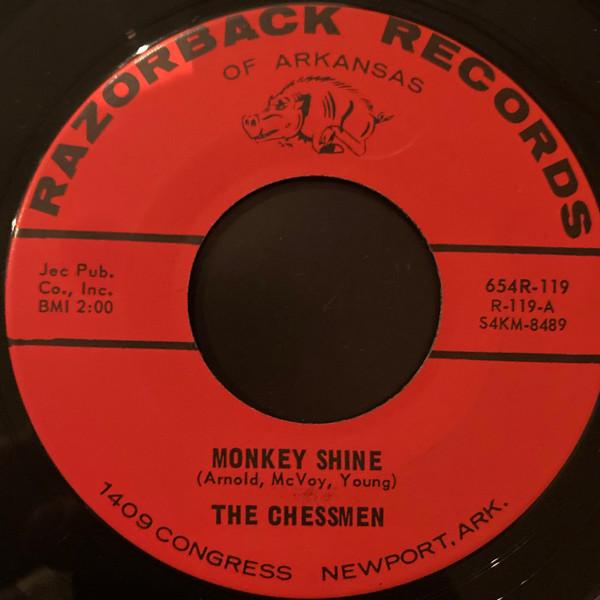 RAZORBACK RECORDS
OF ARKANSAS
Jec Pub.
Co., Inc.
BMI 2:00
654R-119
R-119-A
S4KM-8489
MONKEY SHINE
(Arnold, McVoy, Young)
THE CHESSMEN
1409 CONGRESS NEWPORT, ARK.